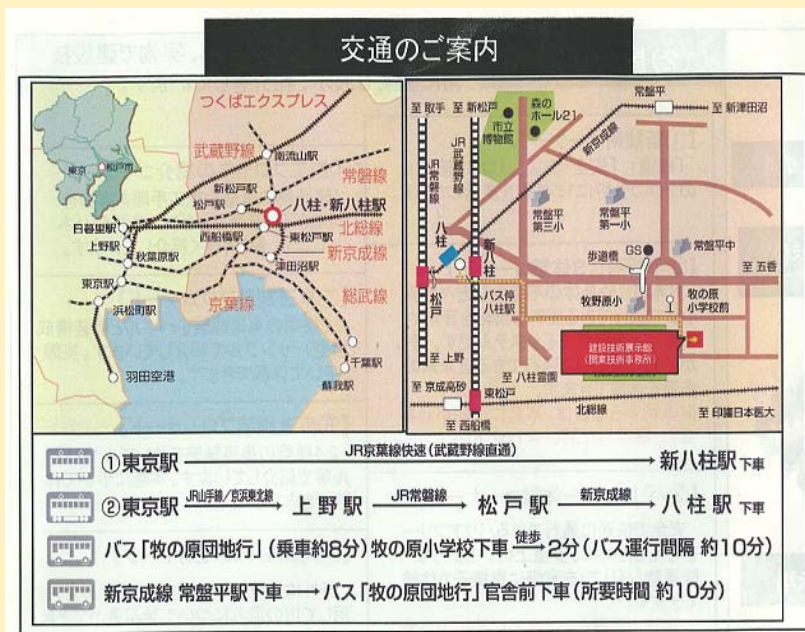 交通のご案内
つくばエクスプレス
武蔵野線
南流山駅
常磐線
新松戸駅
松戸駅
八柱・新八柱駅
北総線
日暮里駅
上野駅
西船橋駅
東松戸駅
新京成線
秋葉原駅
津田沼駅
東京駅
総武線
浜松町駅
京葉線
千葉駅
蘇我駅
羽田空港
東京
松戸市
至 取手
至 新松戸
森の
ホール21
市立
博物館
常盤平
至 新津田沼
新京成線
JR常磐線
JR武蔵野線
常盤平
第三小
常盤平
第一小
八柱
新八柱
GS
常盤平中
歩道橋
至 五香
松戸
バス停
八柱駅
牧野原小
牧の原
小学校前
建設技術展示館
(関東技術事務所)
至 上野
至 八柱霊園
至 京成高砂
東松戸
北総線
至 印旛日本医大
至 西船橋
①東京駅 JR京葉線快速(武蔵野線直通) 新八柱駅 下車
②東京駅 JR山手線/京浜東北線 上野駅 JR常磐線 松戸駅 新京成線 八柱駅 下車
バス「牧の原団地行」(乗車約8分)牧の原小学校下車 徒歩 2分(バス運行間隔 約10分)
新京成線 常盤平駅下車 バス「牧の原団地行」官舎前下車(所要時間 約10分)